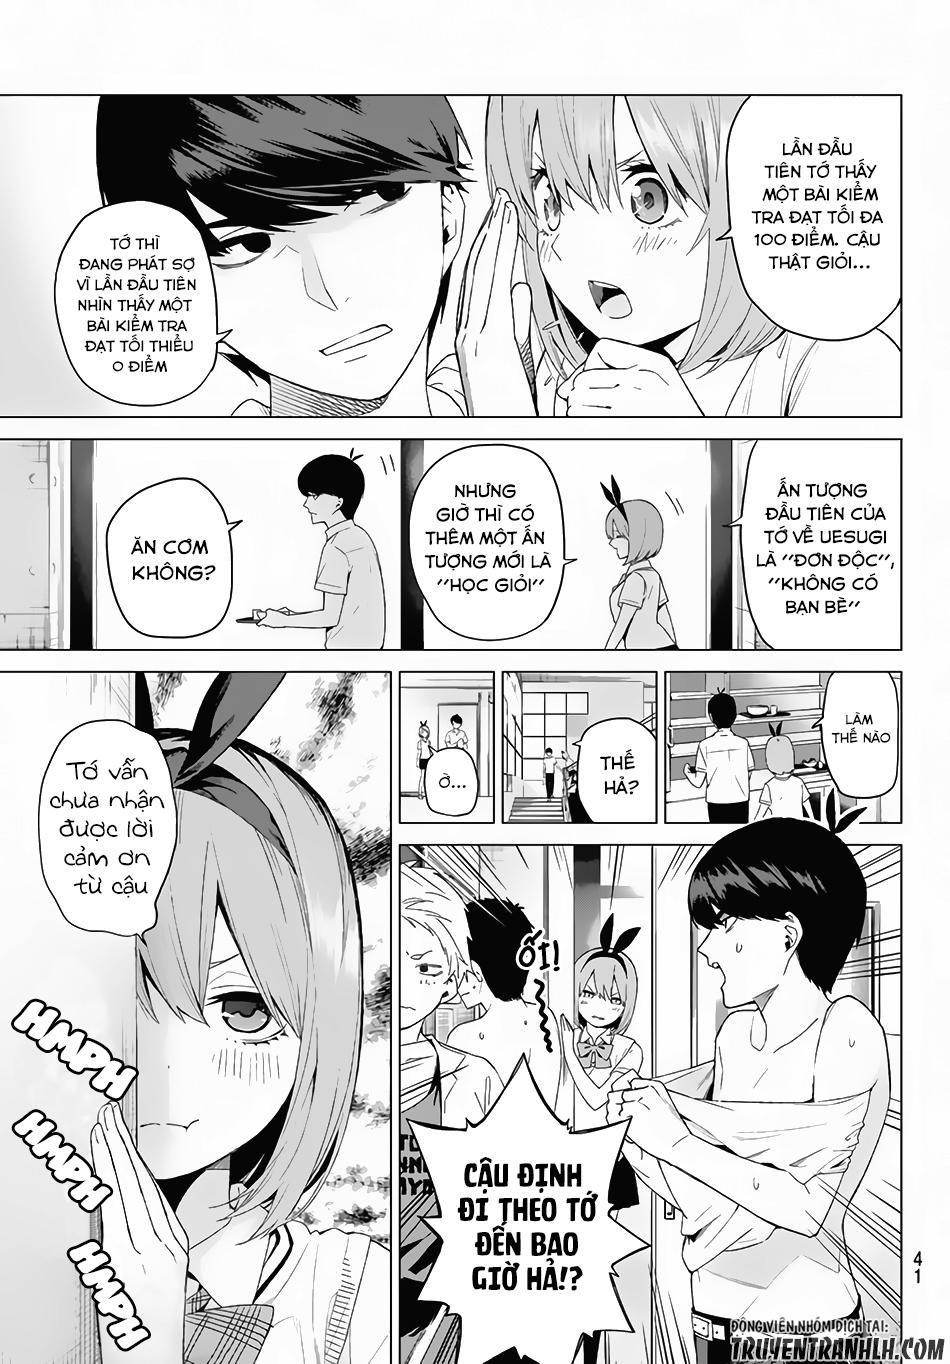 LẦN ĐẦU
TIÊN TỚ THẤY
MỘT BÀI KIỂM
TRA ĐẠT TỐI ĐA
100 ĐIỂM. CẬU
THẬT GIỎI...
TỚ THÌ
ĐANG PHÁT SỢ
VÌ LẦN ĐẦU TIÊN
NHÌN THẤY MỘT
BÀI KIỂM TRA
ĐẠT TỐI THIỂU
0 ĐIỂM
ẤN TƯỢNG
ĐẦU TIÊN CỦA
TỚ VỀ UESUGI
LÀ "ĐƠN ĐỘC",
"KHÔNG CÓ
BẠN BÈ"
NHƯNG
GIỜ THÌ CÓ
THÊM MỘT ẤN
TƯỢNG MỚI LÀ
"HỌC GIỎI"
ĂN CƠM
KHÔNG?
LÀM
THẾ NÀO
THẾ
HẢ?
Ờ...
ỐI!
CẬU ĐỊNH
ĐI THEO TỚ
ĐẾN BAO
GIỜ HẢ!?
Tớ vẫn
chưa nhận
được lời
cảm ơn
từ cậu
HMPH
HMPH
HMPH
HMPH
41
ĐỘNG VIÊN NHÓM DỊCH TẠI:
TRUYENTRANHLH.COM